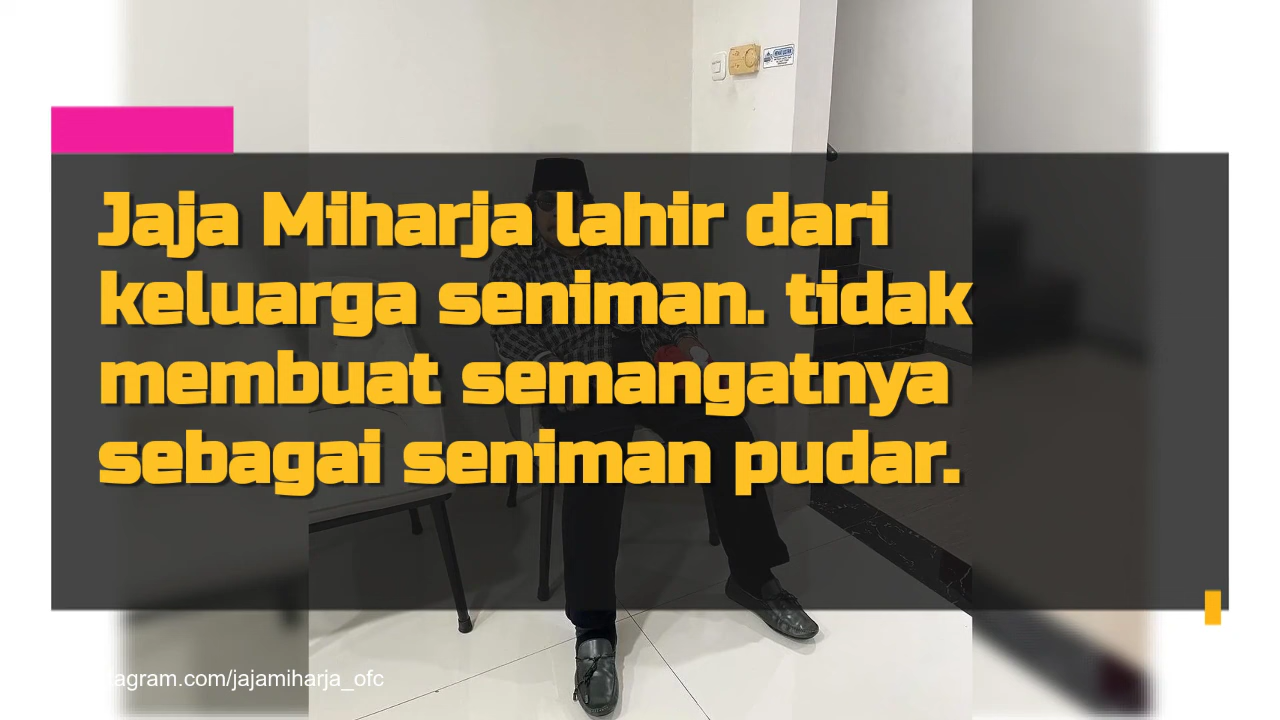 Jaja Miharja lahir dari
keluarga seniman. tidak
membuat semangatnya
sebagai seniman pudar.
agram.com/jajamiharja_ofc